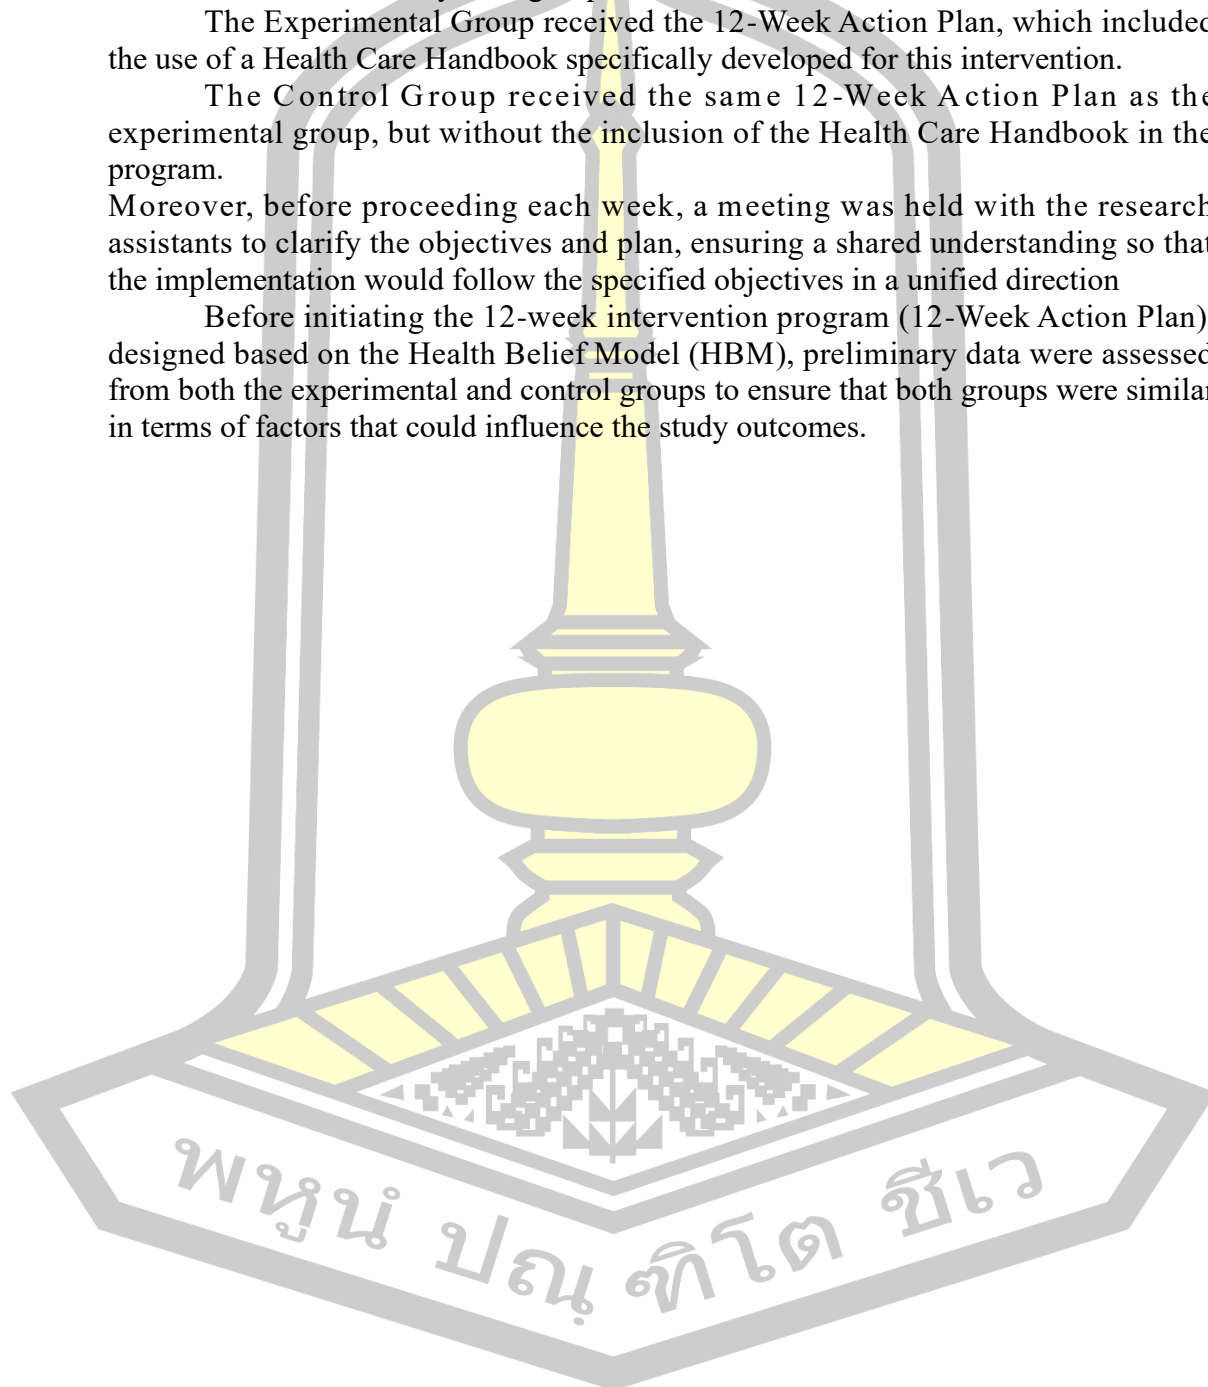 The Experimental Group received the 12-Week Action Plan, which included
the use of a Health Care Handbook specifically developed for this intervention.
The Control Group received the same 12-Week Action Plan as the
experimental group, but without the inclusion of the Health Care Handbook in the
program.
Moreover, before proceeding each week, a meeting was held with the research
assistants to clarify the objectives and plan, ensuring a shared understanding so that
the implementation would follow the specified objectives in a unified direction
Before initiating the 12-week intervention program (12-Week Action Plan)
designed based on the Health Belief Model (HBM), preliminary data were assessed
from both the experimental and control groups to ensure that both groups were similar
in terms of factors that could influence the study outcomes.
พหูนํ ปณฺฑิโต ชีเว